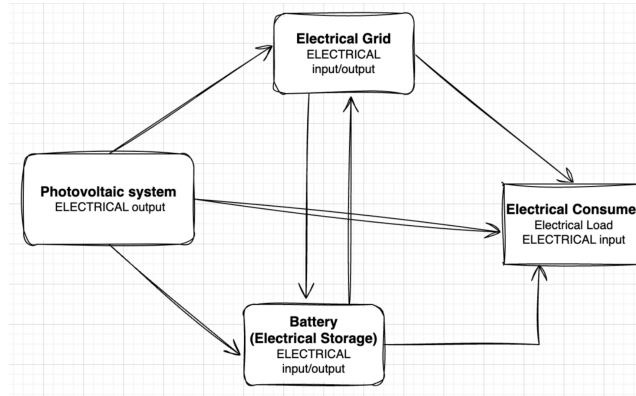 Electrical Grid
ELECTRICAL
input/output
Photovoltaic system
ELECTRICAL output
Electrical Consume
Electrical Load
ELECTRICAL input
Battery
(Electrical Storage)
ELECTRICAL
input/output